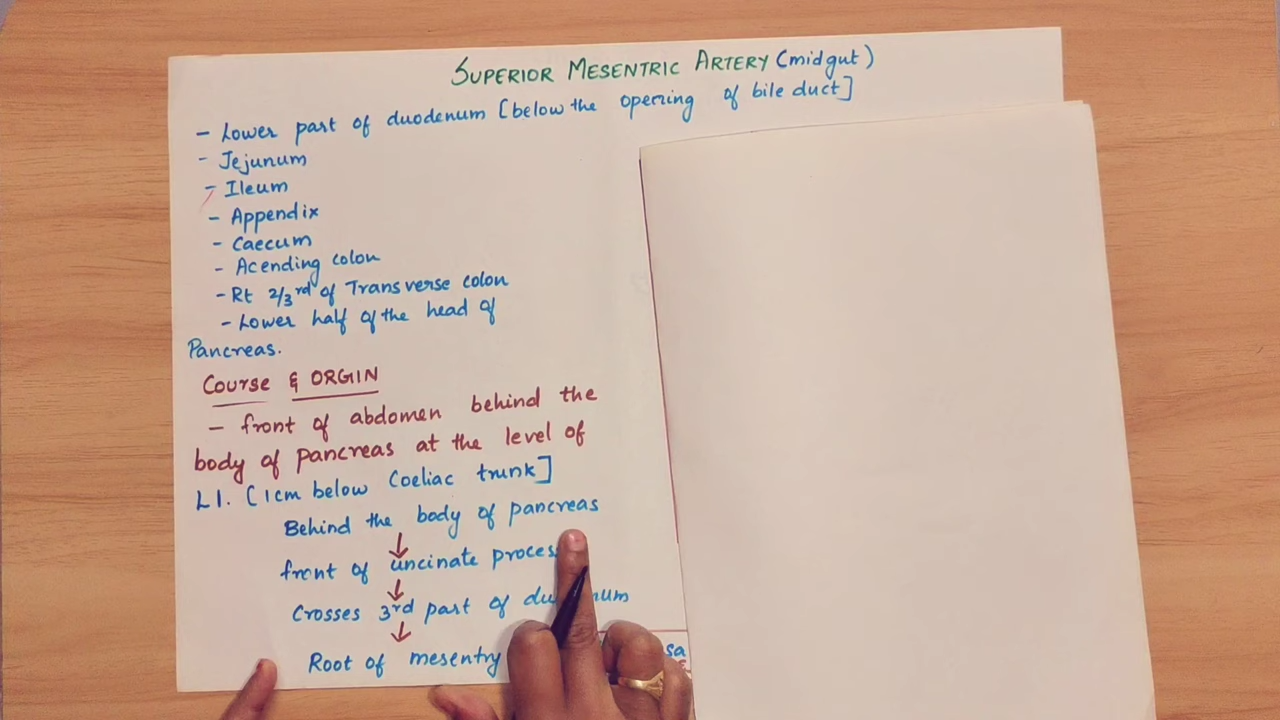 SUPERIOR MESENTRIC ARTERY (midgut)
- Lower part of duodenum [below the opening of bile duct]
- Jejunum
- Ileum
- Appendix
- Caecum
- Acending colon
- Rt 2/3rd of Transverse colon
- Lower half of the head of
Pancreas.
Course & ORGIN
- front of abdomen behind the
body of pancreas at the level of
L1. [1cm below Coeliac trunk]
Behind the body of pancreas
↓
front of uncinate
↓
Crosses 3rd part of
↓
Root of mesentry